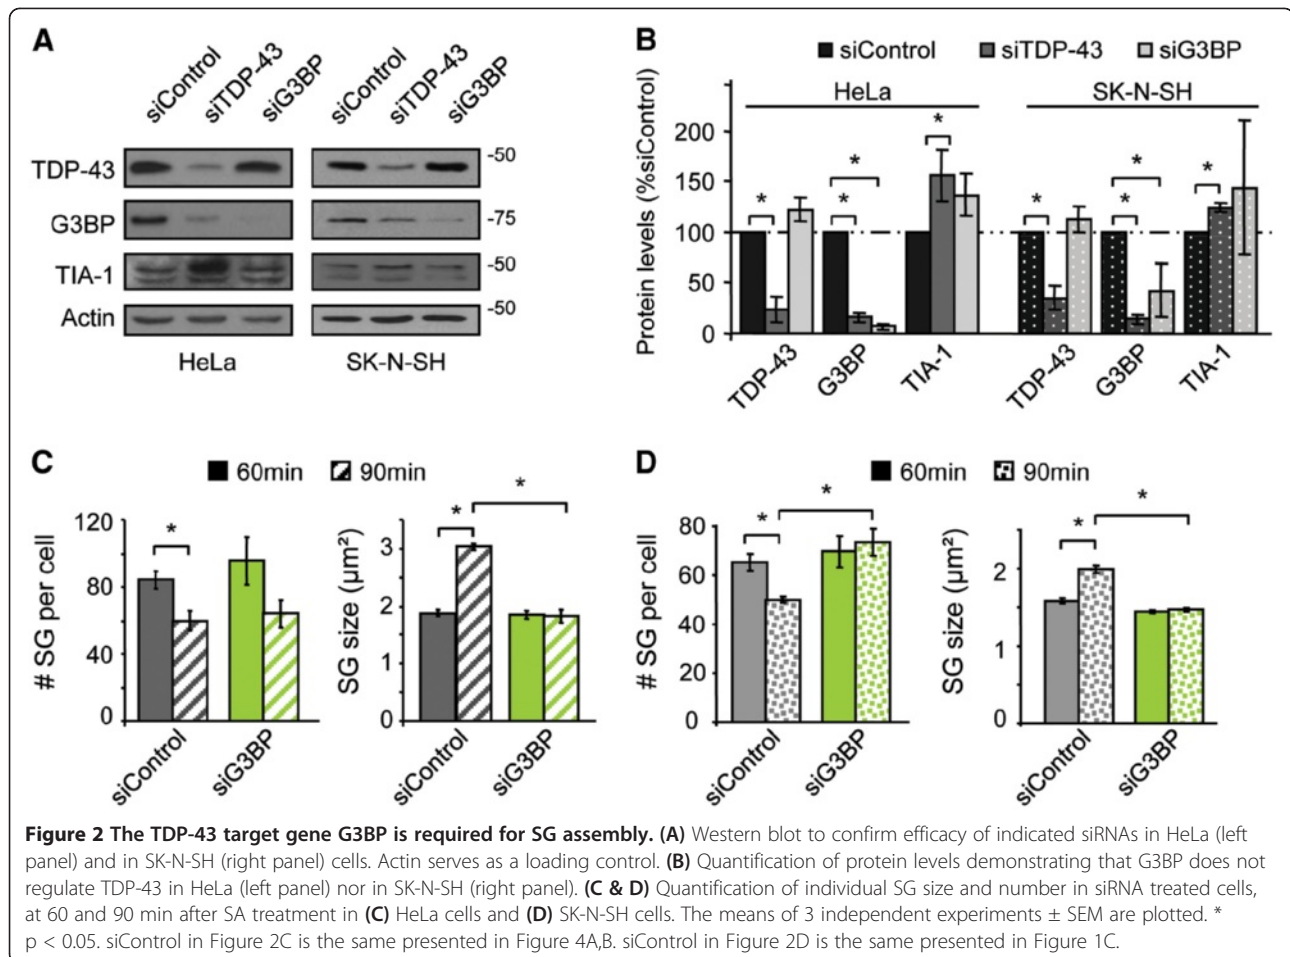 A
siControl
siTDP-43
siG3BP
siControl
siTDP-43
siG3BP
TDP-43
-50
G3BP
-75
TIA-1
-50
Actin
-50
HeLa
SK-N-SH
B
siControl
siTDP-43
siG3BP
HeLa
SK-N-SH
Protein levels (%siControl)
200
150
100
50
0
*
*
*
*
*
*
*
*
TDP-43
G3BP
TIA-1
TDP-43
G3BP
TIA-1
C
60min
90min
# SG per cell
120
80
40
0
*
siControl
siG3BP
SG size (µm²)
3
2
1
0
*
*
siControl
siG3BP
D
60min
90min
# SG per cell
80
60
40
20
0
*
*
siControl
siG3BP
SG size (µm²)
2
1
0
*
*
siControl
siG3BP
Figure 2 The TDP-43 target gene G3BP is required for SG assembly. (A) Western blot to confirm efficacy of indicated siRNAs in HeLa (left
panel) and in SK-N-SH (right panel) cells. Actin serves as a loading control. (B) Quantification of protein levels demonstrating that G3BP does not
regulate TDP-43 in HeLa (left panel) nor in SK-N-SH (right panel). (C & D) Quantification of individual SG size and number in siRNA treated cells,
at 60 and 90 min after SA treatment in (C) HeLa cells and (D) SK-N-SH cells. The means of 3 independent experiments ± SEM are plotted. *
p < 0.05. siControl in Figure 2C is the same presented in Figure 4A,B. siControl in Figure 2D is the same presented in Figure 1C.